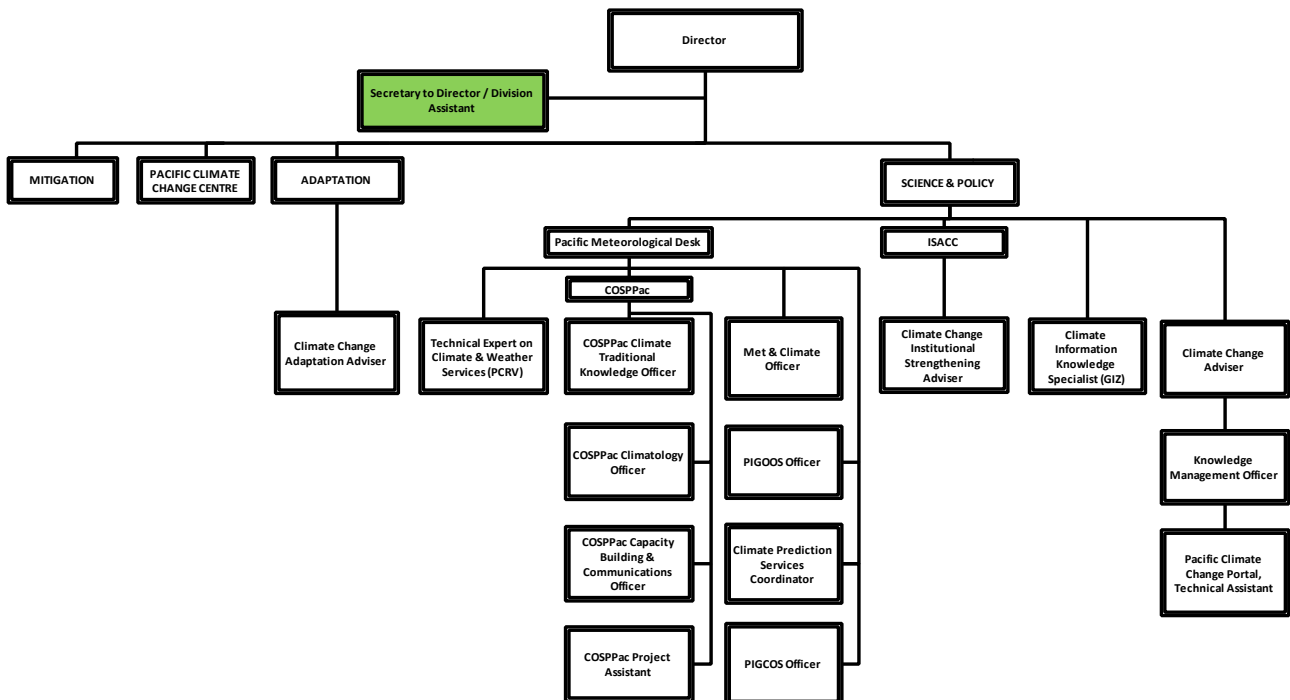 Director
Secretary to Director / Division
Assistant
MITIGATION
PACIFIC CLIMATE
CHANGE CENTRE
ADAPTATION
SCIENCE & POLICY
Pacific Meteorological Desk
ISACC
COSPPac
Climate Change
Adaptation Adviser
Technical Expert on
Climate & Weather
Services (PCRV)
COSPPac Climate
Traditional
Knowledge Officer
Met & Climate
Officer
Climate Change
Institutional
Strengthening
Adviser
Climate
Information
Knowledge
Specialist (GIZ)
Climate Change
Adviser
COSPPac Climatology
Officer
PIGOOS Officer
Knowledge
Management Officer
COSPPac Capacity
Building &
Communications
Officer
Climate Prediction
Services
Coordinator
Pacific Climate
Change Portal,
Technical Assistant
COSPPac Project
Assistant
PIGCOS Officer